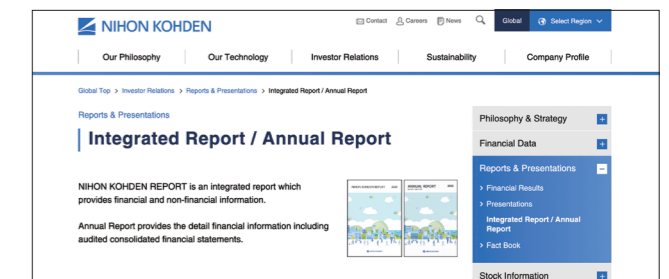 NIHON KOHDEN
Contact Careers News Global Select Region
Our Philosophy Our Technology Investor Relations Sustainability Company Profile
Global Top > Investor Relations > Reports & Presentations > Integrated Report / Annual Report
Reports & Presentations
Integrated Report / Annual Report
NIHON KOHDEN REPORT is an integrated report which
provides financial and non-financial information.
Annual Report provides the detail financial information including
audited consolidated financial statements.
NIHON KOHDEN REPORT
ANNUAL REPORT
Philosophy & Strategy +
Financial Data +
Reports & Presentations −
> Financial Results
> Presentations
Integrated Report / Annual
Report
> Fact Book
Stock Information +